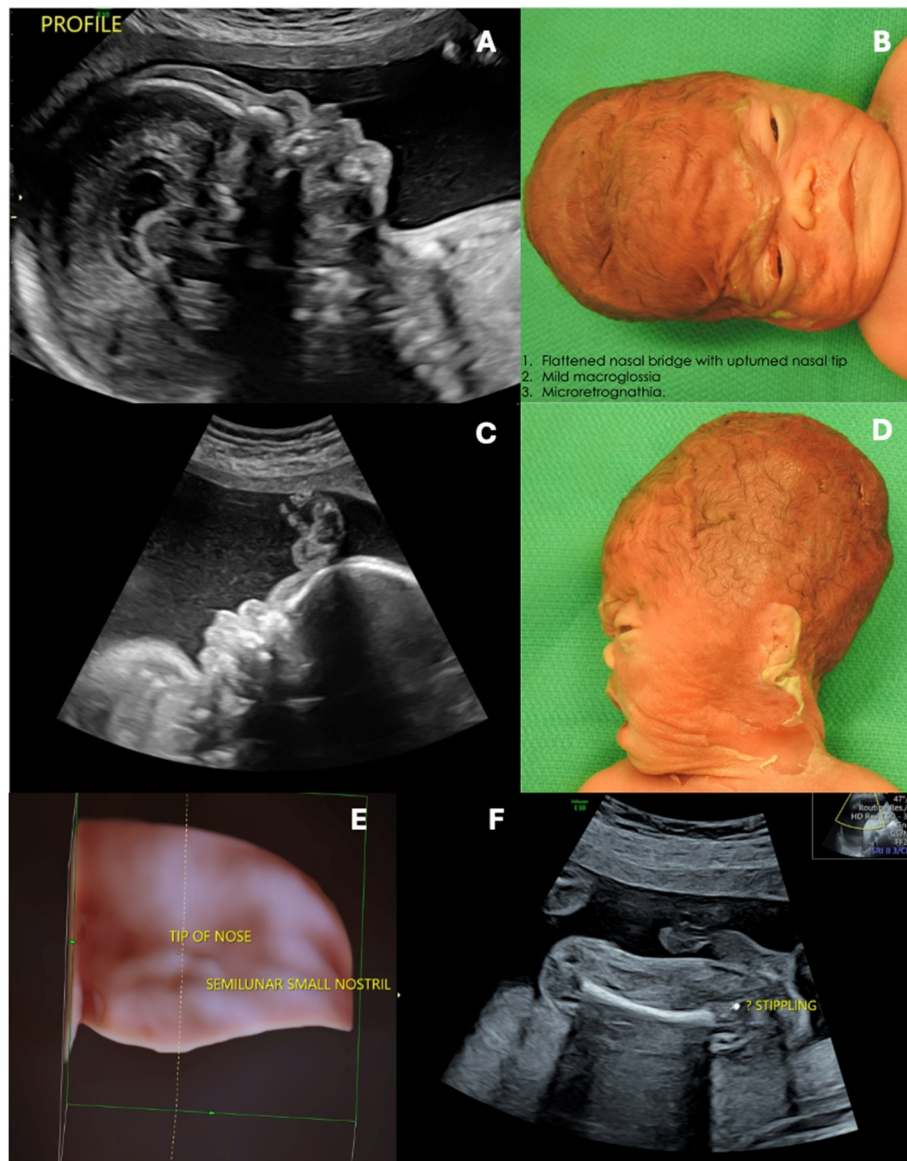 PROFILE
A
B
1. Flattened nasal bridge with upturned nasal tip
2. Mild macroglossia
3. Microretrognathia.
C
D
E
TIP OF NOSE
SEMILUNAR SMALL NOSTRIL
F
47°
? STIPPLING